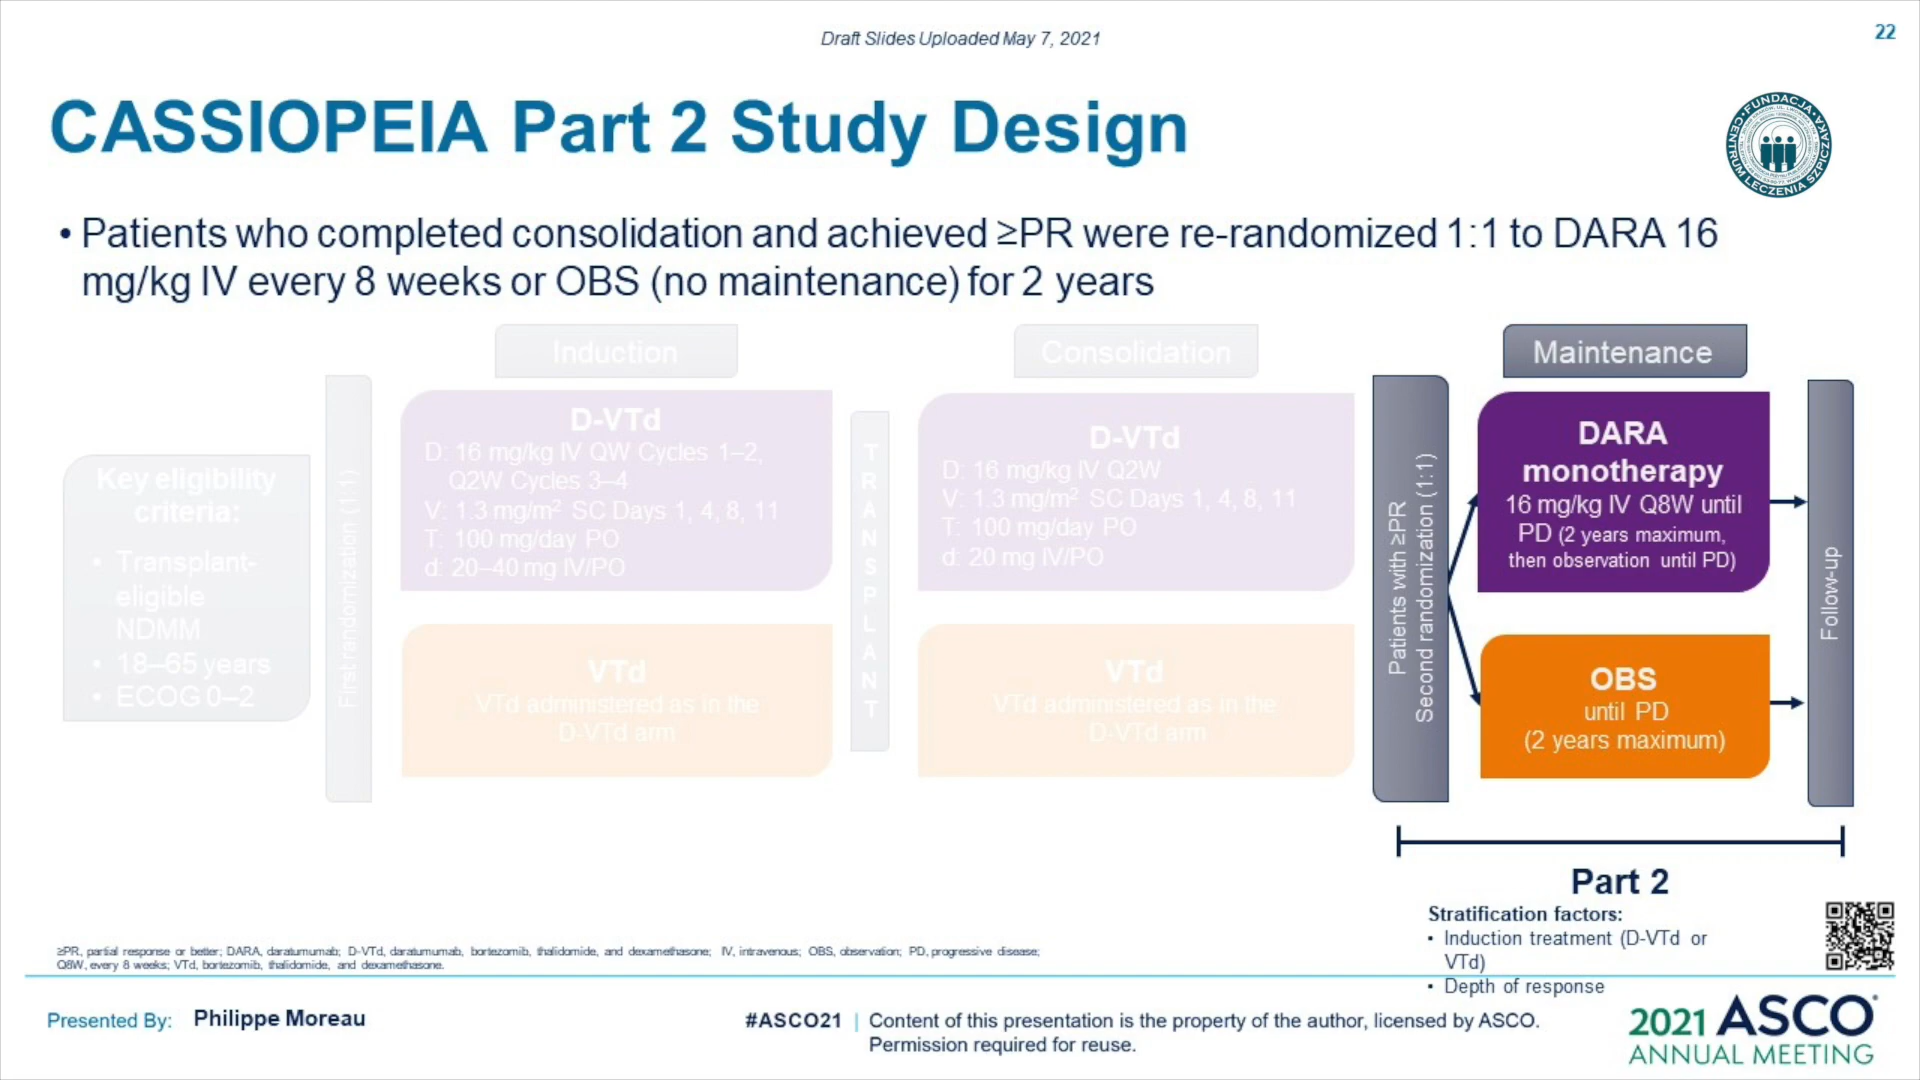 Draft Slides Uploaded May 7, 2021
22
CASSIOPEIA Part 2 Study Design
FUNDACJA
CENTRUM LECZENIA SZPICZAKA
• Patients who completed consolidation and achieved ≥PR were re-randomized 1:1 to DARA 16
mg/kg IV every 8 weeks or OBS (no maintenance) for 2 years
Induction
Consolidation
Maintenance
Key eligibility
criteria:
• Transplant-
eligible
NDMM
• 18–65 years
• ECOG 0–2
First randomization (1:1)
D-VTd
D: 16 mg/kg IV QW Cycles 1–2,
Q2W Cycles 3–4
V: 1.3 mg/m² SC Days 1, 4, 8, 11
T: 100 mg/day PO
d: 20–40 mg IV/PO
VTd
VTd administered as in the
D-VTd arm
TRANSPLANT
D-VTd
D: 16 mg/kg IV Q2W
V: 1.3 mg/m² SC Days 1, 4, 8, 11
T: 100 mg/day PO
d: 20 mg IV/PO
VTd
VTd administered as in the
D-VTd arm
Patients with ≥PR
Second randomization (1:1)
DARA
monotherapy
16 mg/kg IV Q8W until
PD (2 years maximum,
then observation until PD)
OBS
until PD
(2 years maximum)
Follow-up
Part 2
Stratification factors:
• Induction treatment (D-VTd or
VTd)
• Depth of response
≥PR, partial response or better; DARA, daratumumab; D-VTd, daratumumab, bortezomib, thalidomide, and dexamethasone; IV, intravenous; OBS, observation; PD, progressive disease;
Q8W, every 8 weeks; VTd, bortezomib, thalidomide, and dexamethasone.
Presented By: Philippe Moreau
#ASCO21 | Content of this presentation is the property of the author, licensed by ASCO.
Permission required for reuse.
2021 ASCO®
ANNUAL MEETING